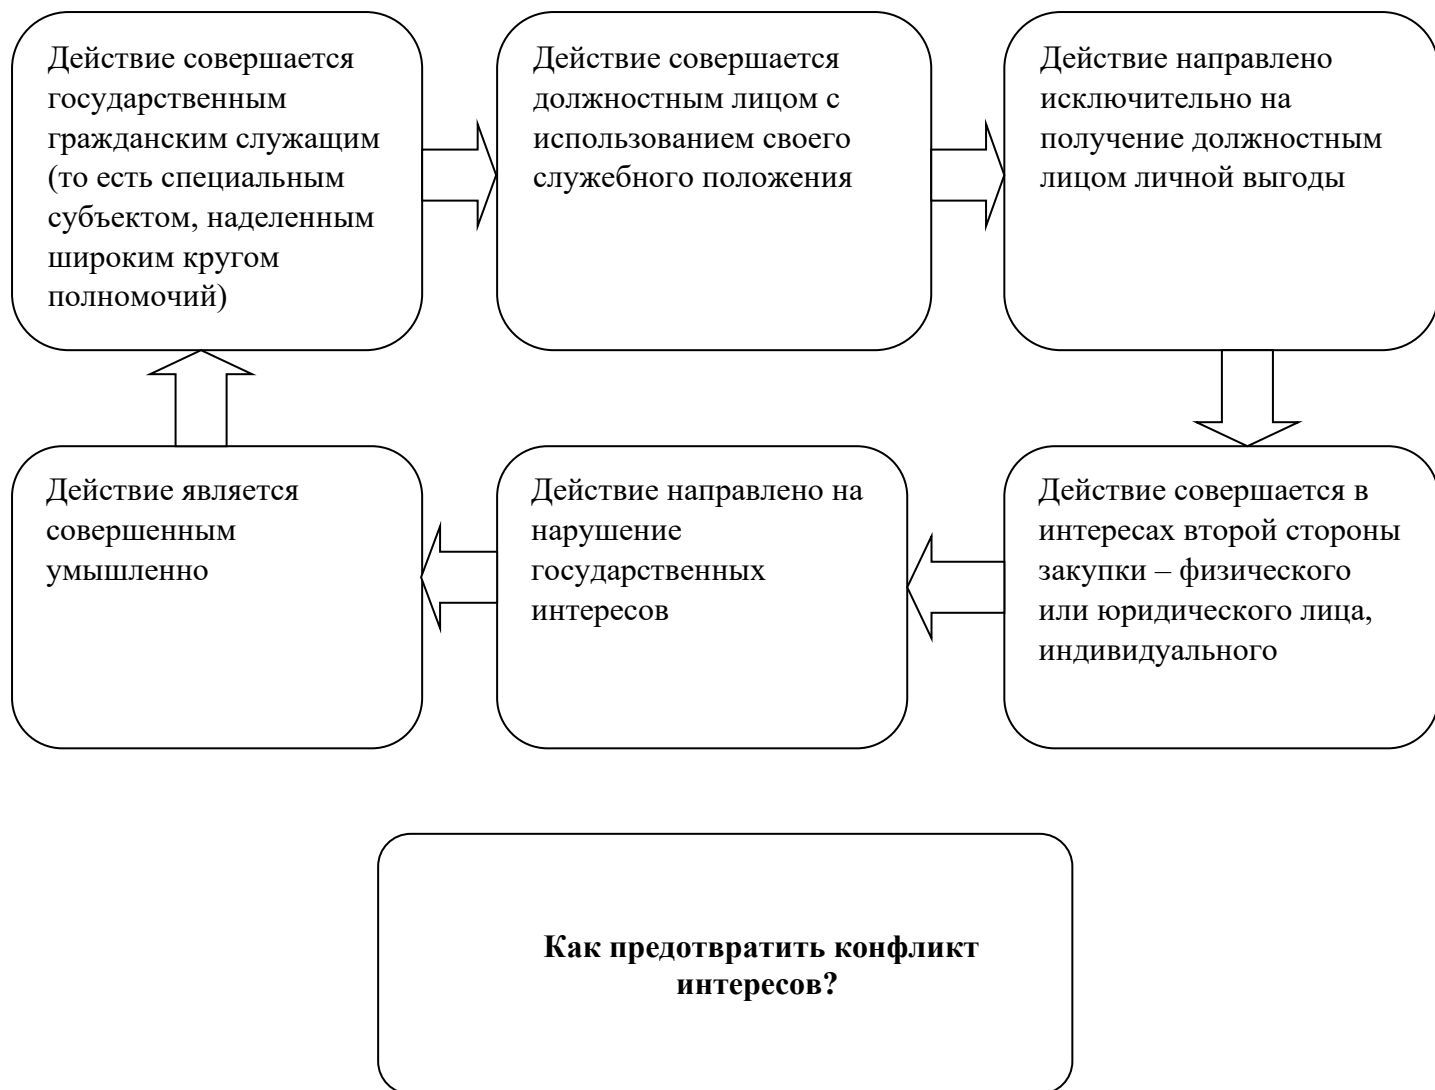 Действие совершается
государственным
гражданским служащим
(то есть специальным
субъектом, наделенным
широким кругом
полномочий)
Действие совершается
должностным лицом с
использованием своего
служебного положения
Действие направлено
исключительно на
получение должностным
лицом личной выгоды
Действие является
совершенным
умышленно
Действие направлено на
нарушение
государственных
интересов
Действие совершается в
интересах второй стороны
закупки – физического
или юридического лица,
индивидуального
Как предотвратить конфликт
интересов?